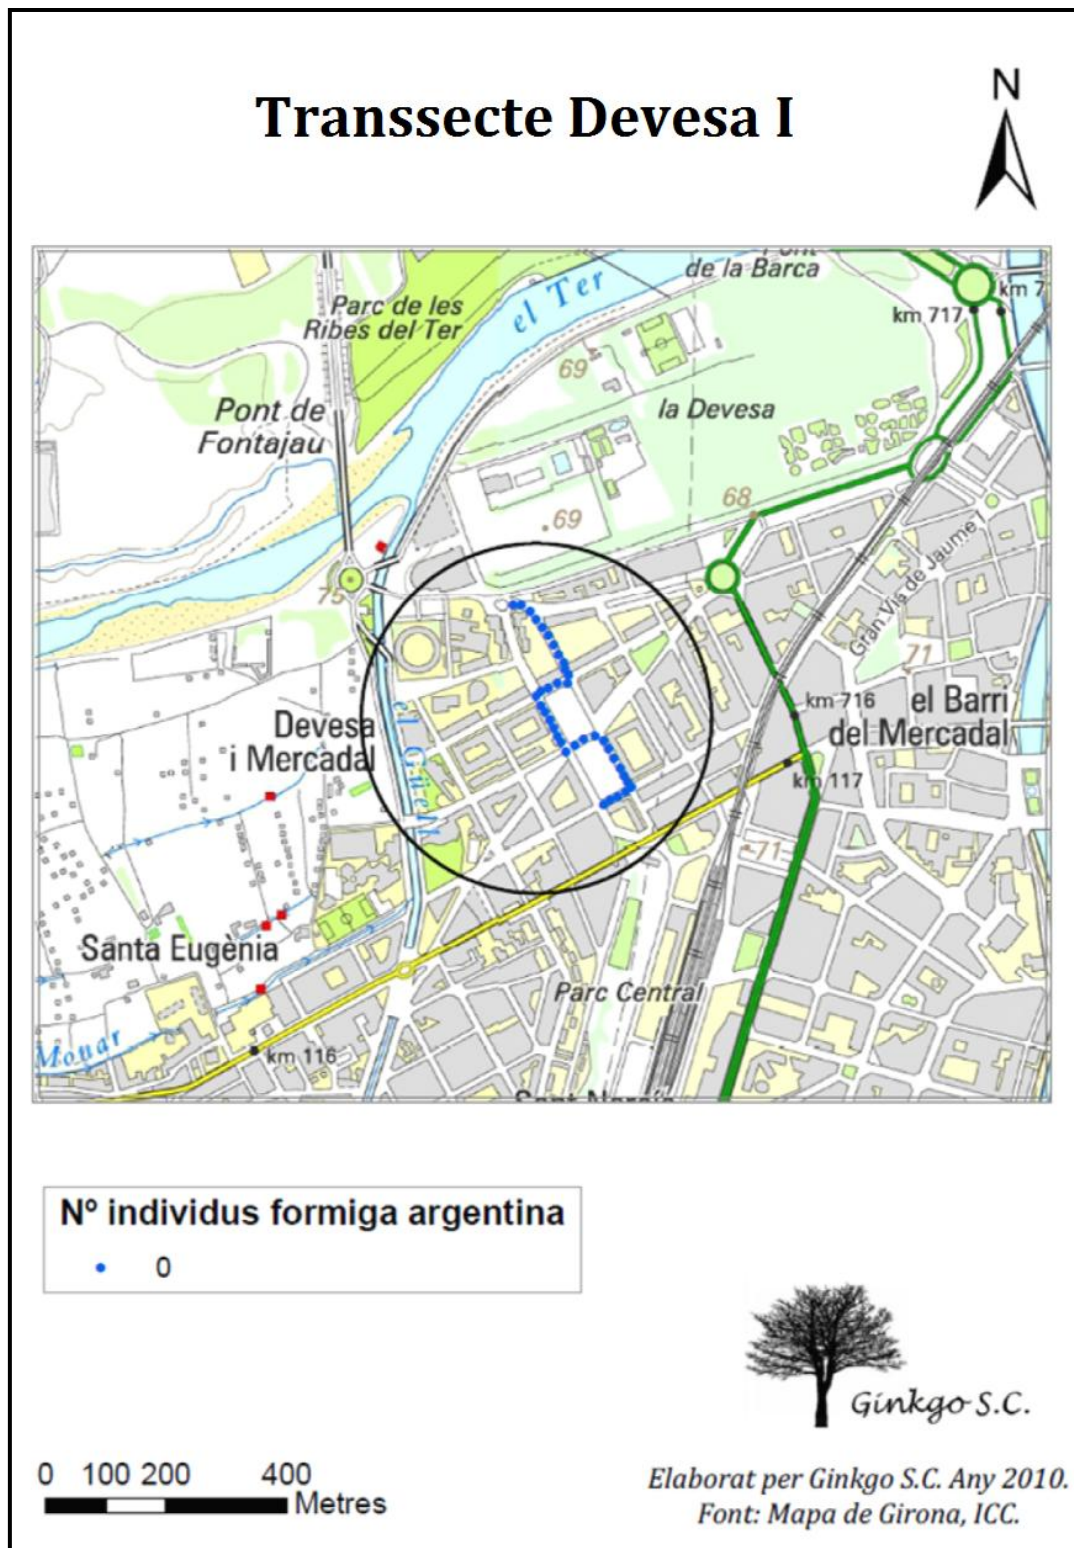 Transsecte Devesa I
N
Pont
de la Barca
km 7
km 717
el Ter
Parc de les
Ribes del Ter
69
la Devesa
Pont de
Fontajau
68
69
Gran Via de Jaume I
75
71
km 716
el Barri
del Mercadal
Devesa
i Mercadal
el Güell
km 117
71
Santa Eugènia
Parc Central
Monar
km 116
Sant Narcís
Nº individus formiga argentina
0
Ginkgo S.C.
0 100 200 400
Metres
Elaborat per Ginkgo S.C. Any 2010.
Font: Mapa de Girona, ICC.